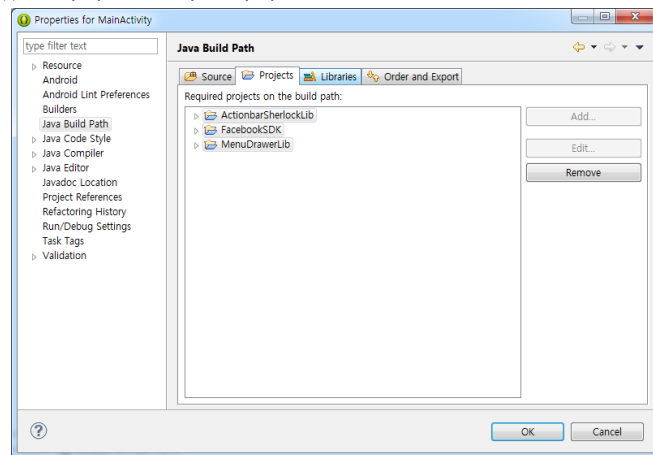 Properties for MainActivity
type filter text
Resource
Android
Android Lint Preferences
Builders
Java Build Path
Java Code Style
Java Compiler
Java Editor
Javadoc Location
Project References
Refactoring History
Run/Debug Settings
Task Tags
Validation
Java Build Path
Source Projects Libraries Order and Export
Required projects on the build path:
ActionbarSherlockLib
FacebookSDK
MenuDrawerLib
Add...
Edit...
Remove
OK Cancel